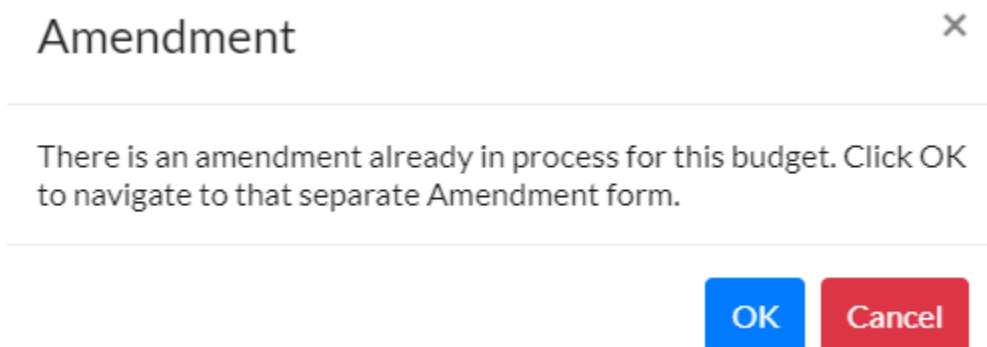 Amendment ×
There is an amendment already in process for this budget. Click OK
to navigate to that separate Amendment form.
OK Cancel